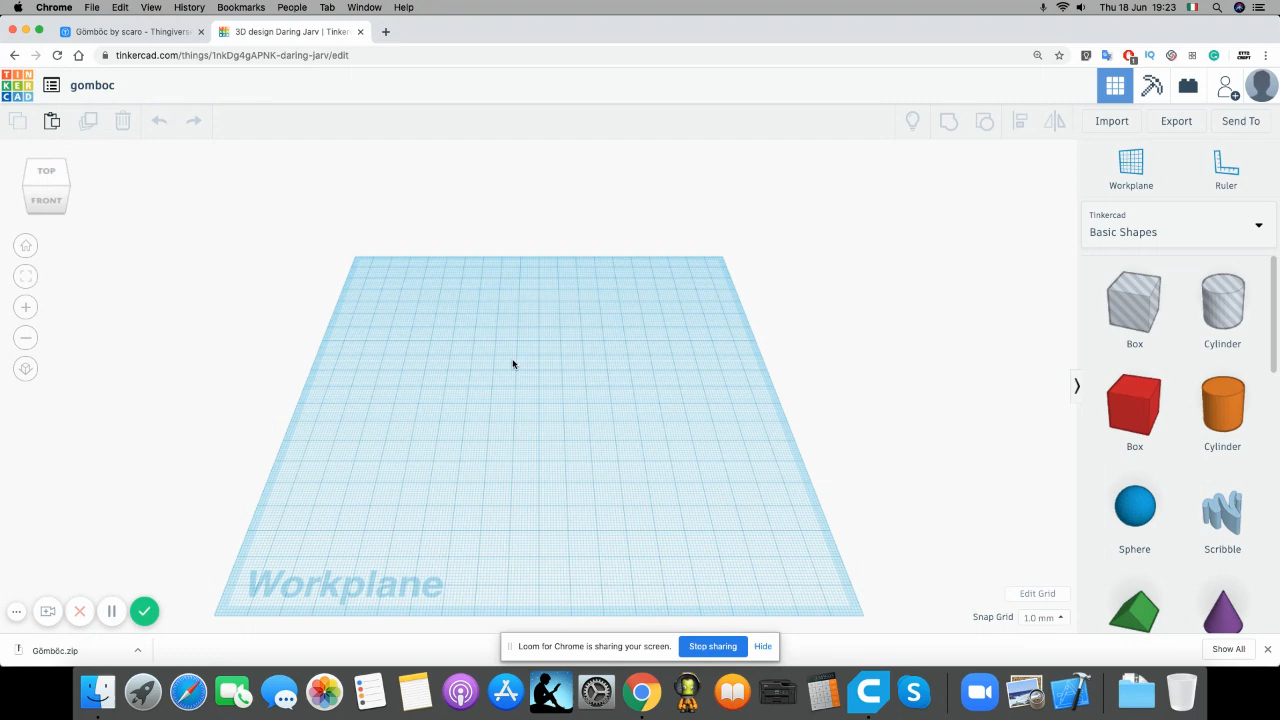 Chrome File Edit View History Bookmarks People Tab Window Help
Thu 18 Jun 19:23
Gömböc by scaro - Thingivers
3D design Daring Jarv | Tinker
tinkercad.com/things/1nkDg4gAPNK-daring-jarv/edit
TIN
KER
CAD
gomboc
Import Export Send To
TOP
FRONT
Workplane Ruler
Tinkercad
Basic Shapes
Box Cylinder
Box Cylinder
Sphere Scribble
Workplane
Edit Grid
Snap Grid 1.0 mm
Gömböc.zip
Loom for Chrome is sharing your screen. Stop sharing Hide
Show All